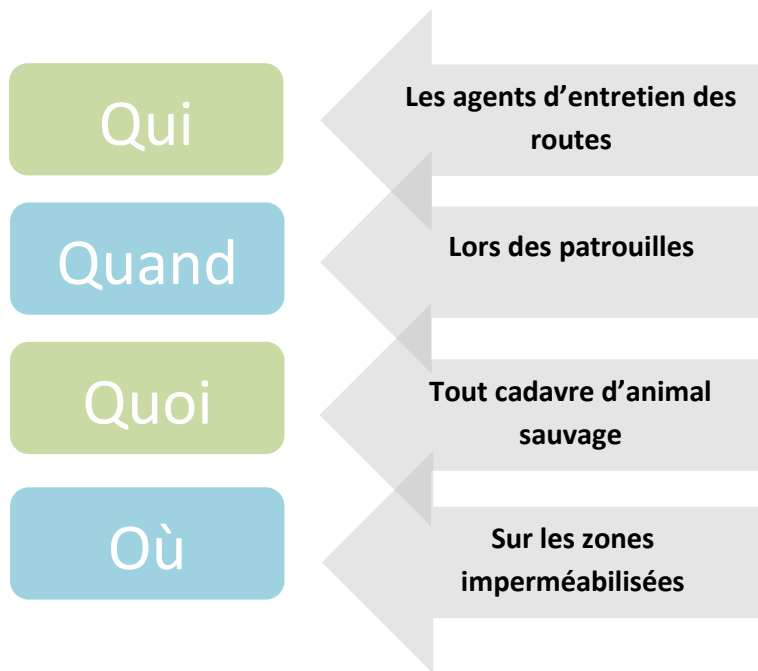 Qui
Les agents d’entretien des
routes
Quand
Lors des patrouilles
Quoi
Tout cadavre d’animal
sauvage
Où
Sur les zones
imperméabilisées